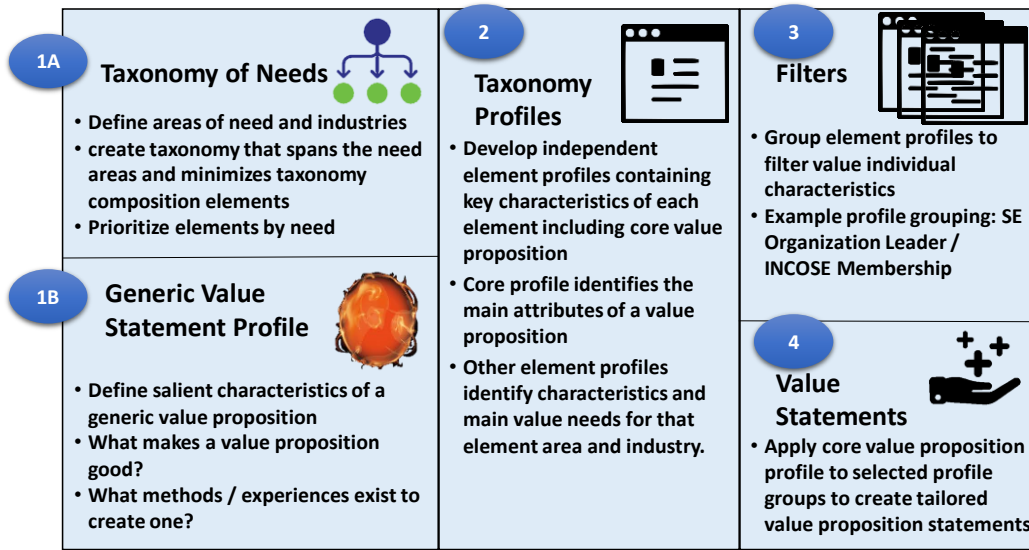 1A
Taxonomy of Needs
• Define areas of need and industries
• create taxonomy that spans the need
areas and minimizes taxonomy
composition elements
• Prioritize elements by need
1B
Generic Value
Statement Profile
• Define salient characteristics of a
generic value proposition
• What makes a value proposition
good?
• What methods / experiences exist to
create one?
2
Taxonomy
Profiles
• Develop independent
element profiles containing
key characteristics of each
element including core value
proposition
• Core profile identifies the
main attributes of a value
proposition
• Other element profiles
identify characteristics and
main value needs for that
element area and industry.
3
Filters
• Group element profiles to
filter value individual
characteristics
• Example profile grouping: SE
Organization Leader /
INCOSE Membership
4
Value
Statements
• Apply core value proposition
profile to selected profile
groups to create tailored
value proposition statements